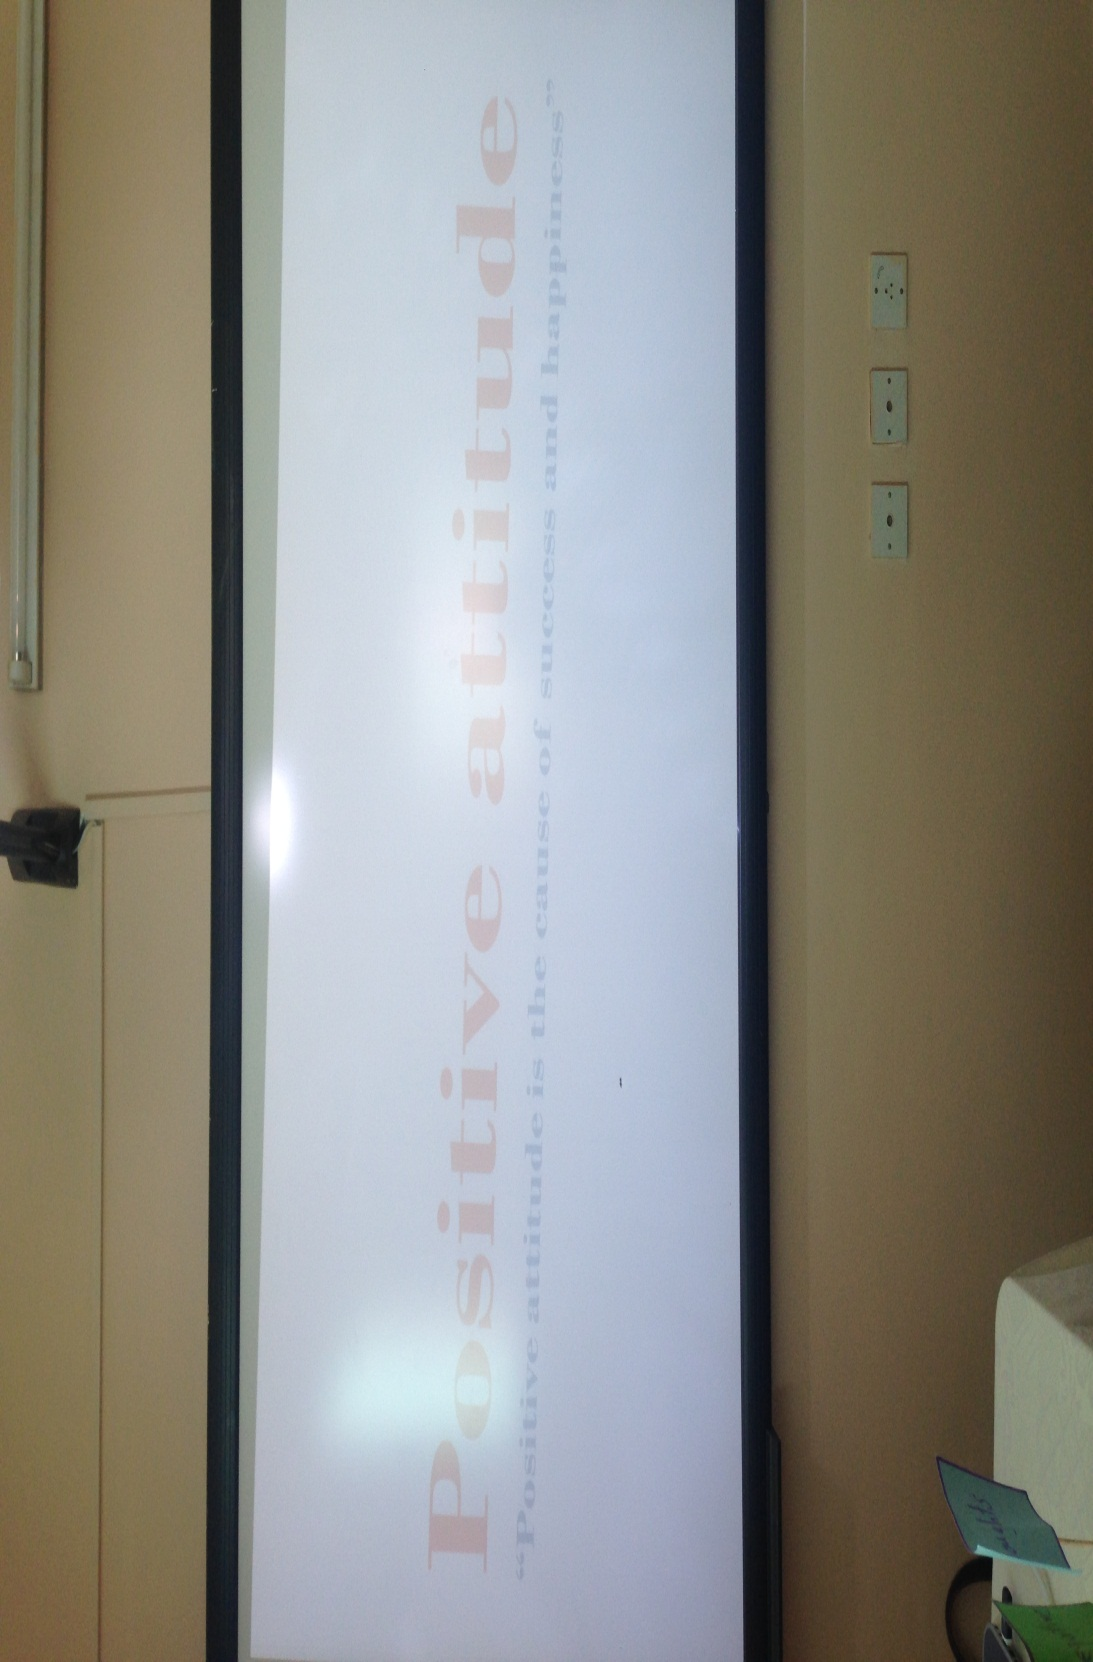 Positive attitude
“Positive attitude is the cause of success and happiness”